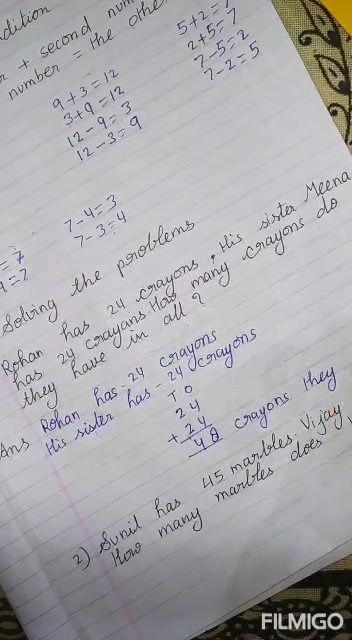 dition
r + second num
number = the othe
9 + 3 = 12
3 + 9 = 12
12 - 9 = 3
12 - 3 = 9
5 + 2 = 7
2 + 5 = 7
7 - 5 = 2
7 - 2 = 5
= 7
= 7
7 - 4 = 3
7 - 3 = 4
Solving the problems
Rohan has 24 crayons. His sister Meena
has 24 crayons. How many crayons do
they have in all?
Ans Rohan has - 24 crayons
His sister has - 24 crayons
T O
2 4
+ 2 4
4 8 crayons they
2) Sunil has 45 marbles. Vijay
How many marbles does
FILMIGO